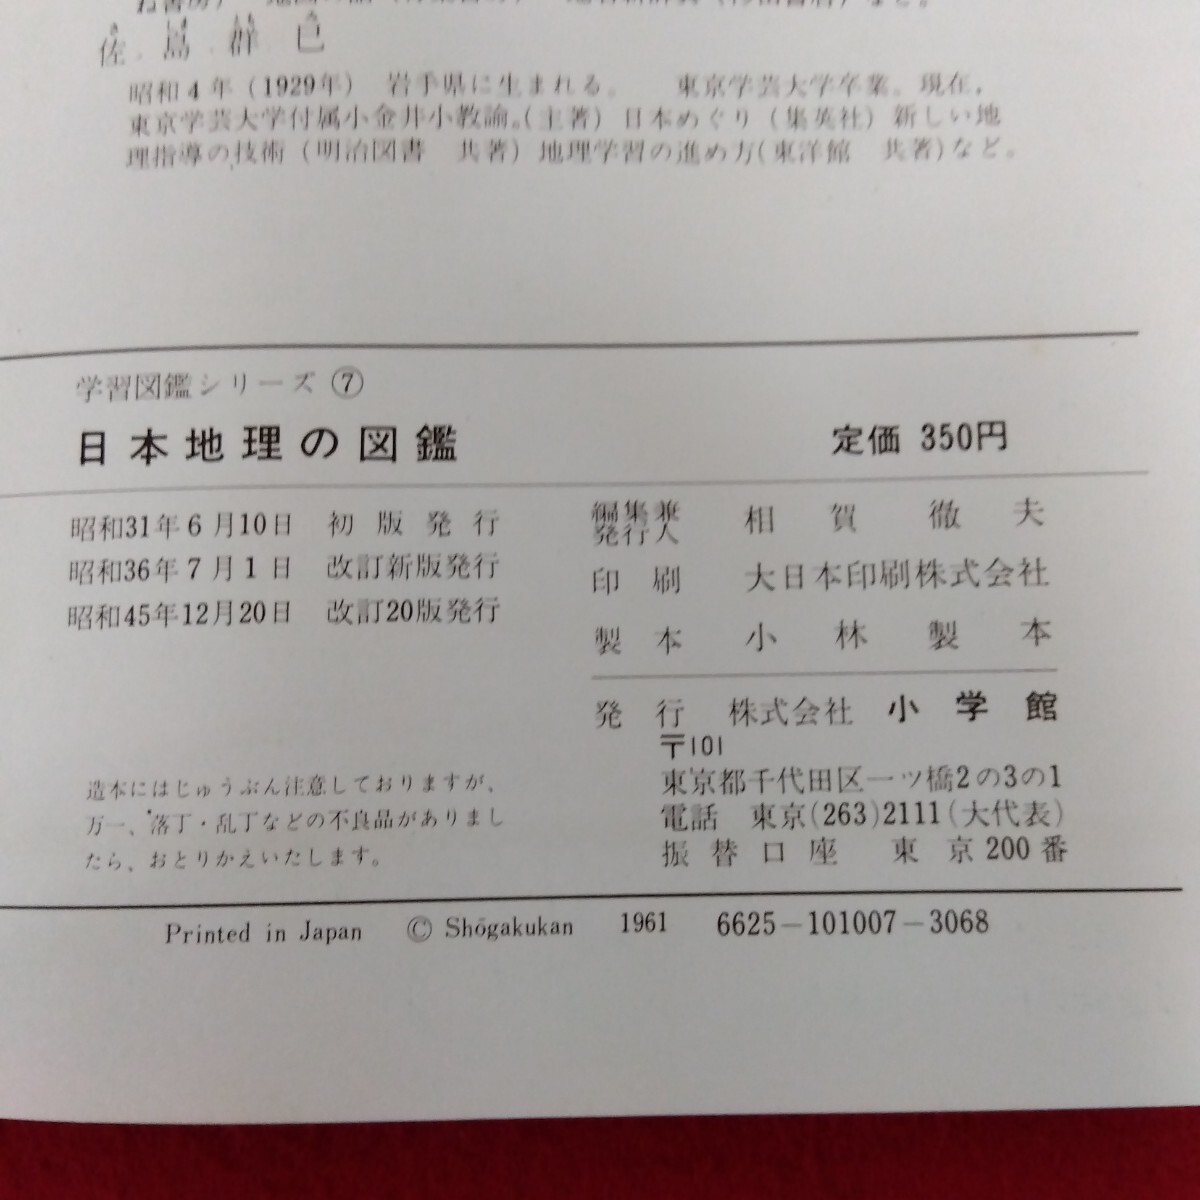 佐島群巳
昭和4年(1929年) 岩手県に生まれる。 東京学芸大学卒業。現在,
東京学芸大学付属小金井小教諭。(主著) 日本めぐり (集英社) 新しい地
理指導の技術 (明治図書 共著) 地理学習の進め方(東洋館 共著)など。
学習図鑑シリーズ ⑦
日本地理の図鑑 定価 350円
昭和31年6月10日 初版発行
昭和36年7月1日 改訂新版発行
昭和45年12月20日 改訂20版発行
編集兼
発行人 相賀徹夫
印刷 大日本印刷株式会社
製本 小林製本
発行 株式会社 小学館
〒101
東京都千代田区一ツ橋2の3の1
電話 東京(263)2111(大代表)
振替口座 東京200番
造本にはじゅうぶん注意しておりますが、
万一、落丁・乱丁などの不良品がありまし
たら、おとりかえいたします。
Printed in Japan © Shōgakukan 1961 6625-101007-3068